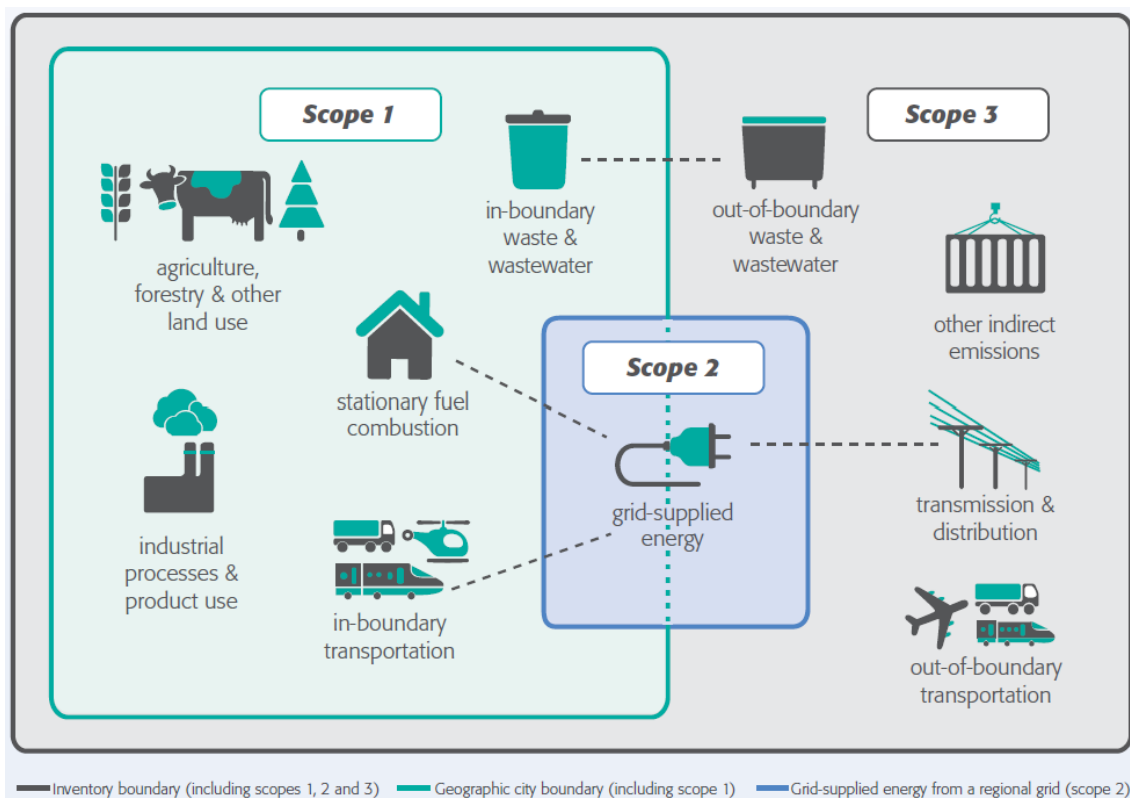 Scope 1
Scope 3
in-boundary
waste &
wastewater
out-of-boundary
waste &
wastewater
agriculture,
forestry & other
land use
other indirect
emissions
Scope 2
stationary fuel
combustion
grid-supplied
energy
transmission &
distribution
industrial
processes &
product use
in-boundary
transportation
out-of-boundary
transportation
Inventory boundary (including scopes 1, 2 and 3)
Geographic city boundary (including scope 1)
Grid-supplied energy from a regional grid (scope 2)